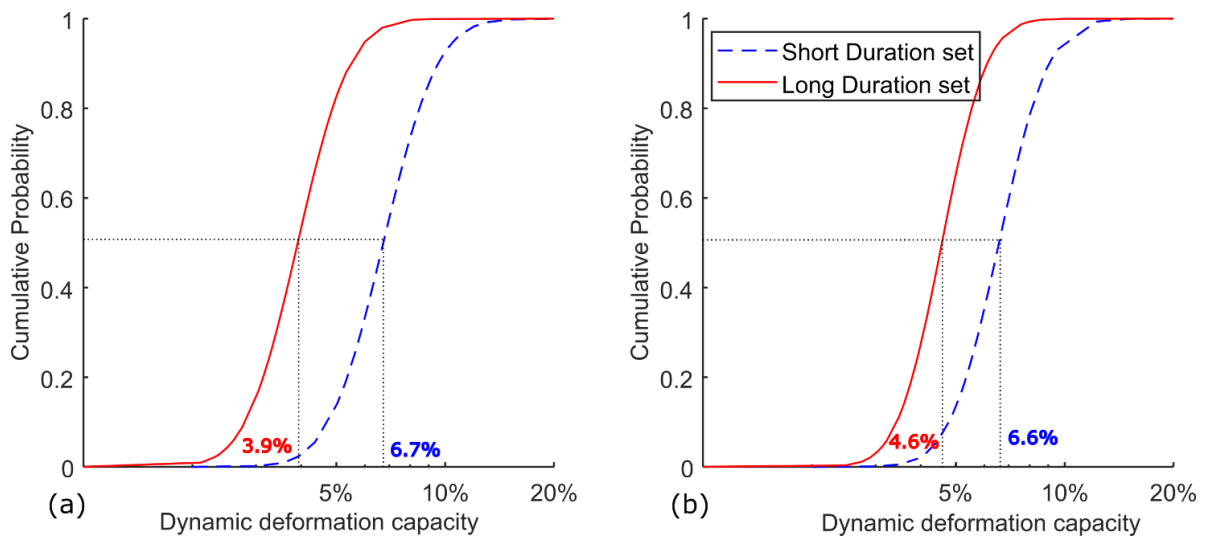 1
0.8
0.6
0.4
0.2
0
Cumulative Probability
3.9%
6.7%
5%
10%
20%
(a)
Dynamic deformation capacity
1
0.8
0.6
0.4
0.2
0
Cumulative Probability
Short Duration set
Long Duration set
4.6%
6.6%
5%
10%
20%
(b)
Dynamic deformation capacity